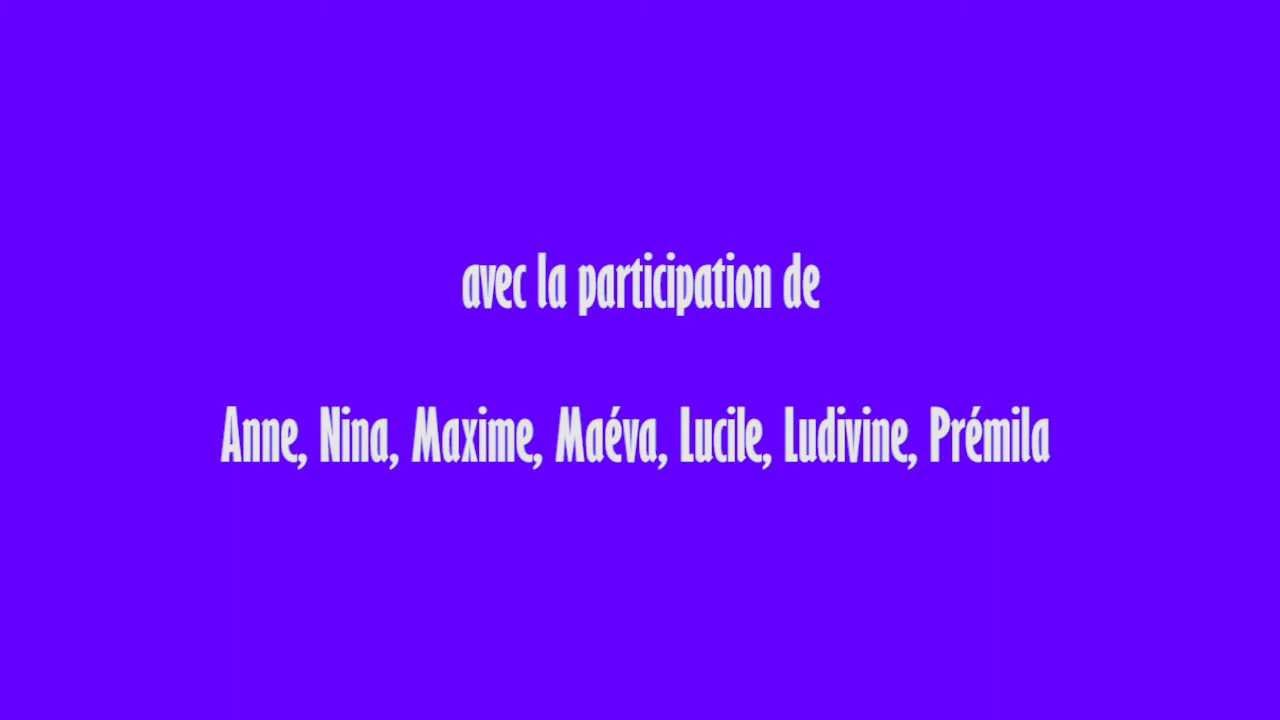 avec la participation de
Anne, Nina, Maxime, Maéva, Lucile, Ludivine, Prémila